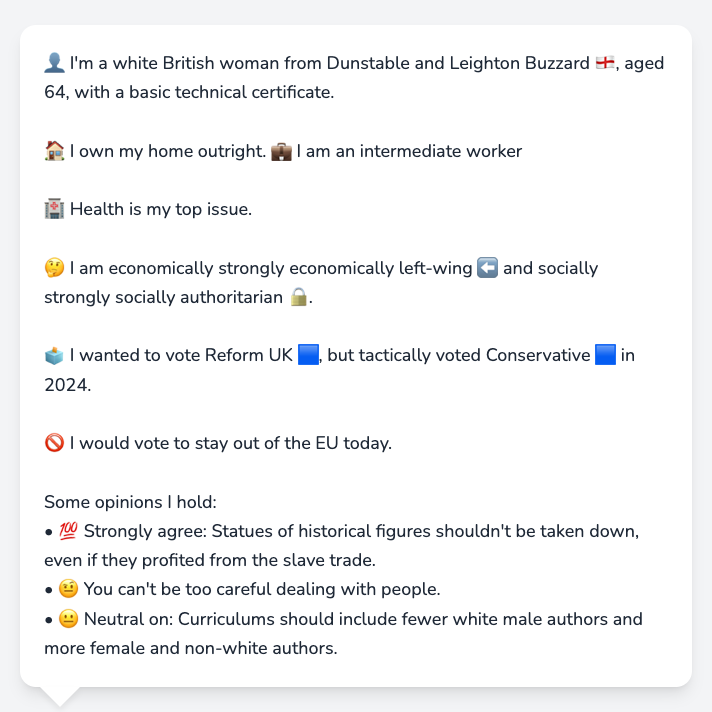 👤 I'm a white British woman from Dunstable and Leighton Buzzard 🏴󠁧󠁢󠁥󠁮󠁧󠁿, aged
64, with a basic technical certificate.
🏠 I own my home outright. 💼 I am an intermediate worker
🏥 Health is my top issue.
🤔 I am economically strongly economically left-wing ⬅️ and socially
strongly socially authoritarian 🔒.
🗳️ I wanted to vote Reform UK 🟦, but tactically voted Conservative 🟦 in
2024.
🚫 I would vote to stay out of the EU today.
Some opinions I hold:
• 💯 Strongly agree: Statues of historical figures shouldn't be taken down,
even if they profited from the slave trade.
• 🤨 You can't be too careful dealing with people.
• 😐 Neutral on: Curriculums should include fewer white male authors and
more female and non-white authors.